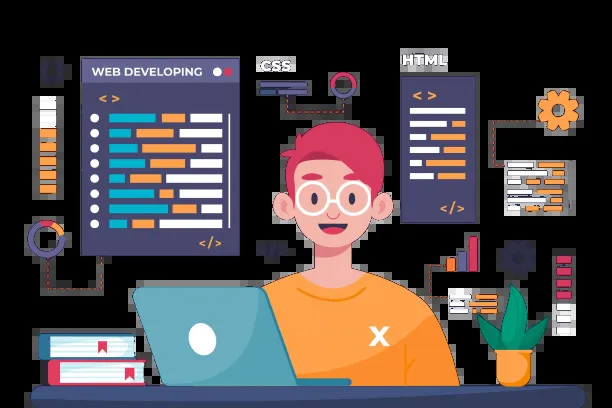 WEB DEVELOPING
< >
</>
CSS
HTML
< >
</>
</>
X